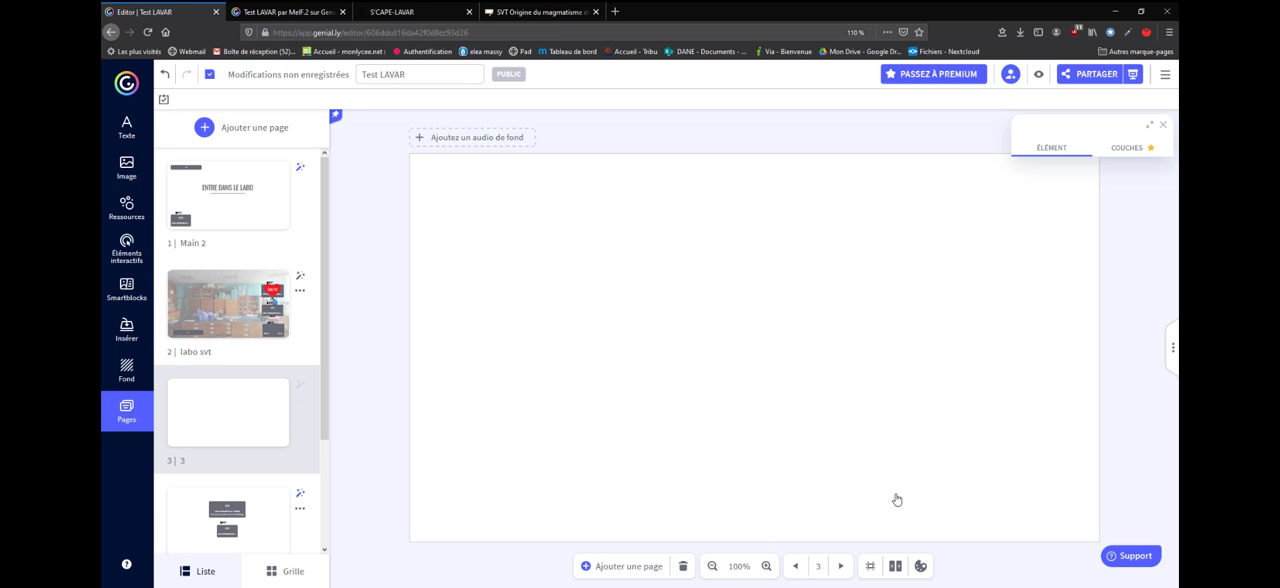 Editor | Test LAVAR
Test LAVAR par MelF.2 sur Geni
S'CAPE-LAVAR
SVT Origine du magmatisme d
https://app.genial.ly/editor/606ddcd16da42f0d8cc93d26
110 %
Les plus visités
Webmail
Boîte de réception (52)...
Accueil - monlycee.net :
Authentification
elea massy
Pad
Tableau de bord
Accueil - Tribu
DANE - Documents - ...
Via - Bienvenue
Mon Drive - Google Dr...
Fichiers - Nextcloud
Autres marque-pages
Modifications non enregistrées
Test LAVAR
PUBLIC
PASSEZ À PREMIUM
PARTAGER
Texte
Image
Ressources
Éléments
interactifs
Smartblocks
Insérer
Fond
Pages
Ajouter une page
ENTRE DANS LE LABO
1 | Main 2
2 | labo svt
3 | 3
Liste
Grille
Ajoutez un audio de fond
ÉLÉMENT
COUCHES
Ajouter une page
100%
3
Support